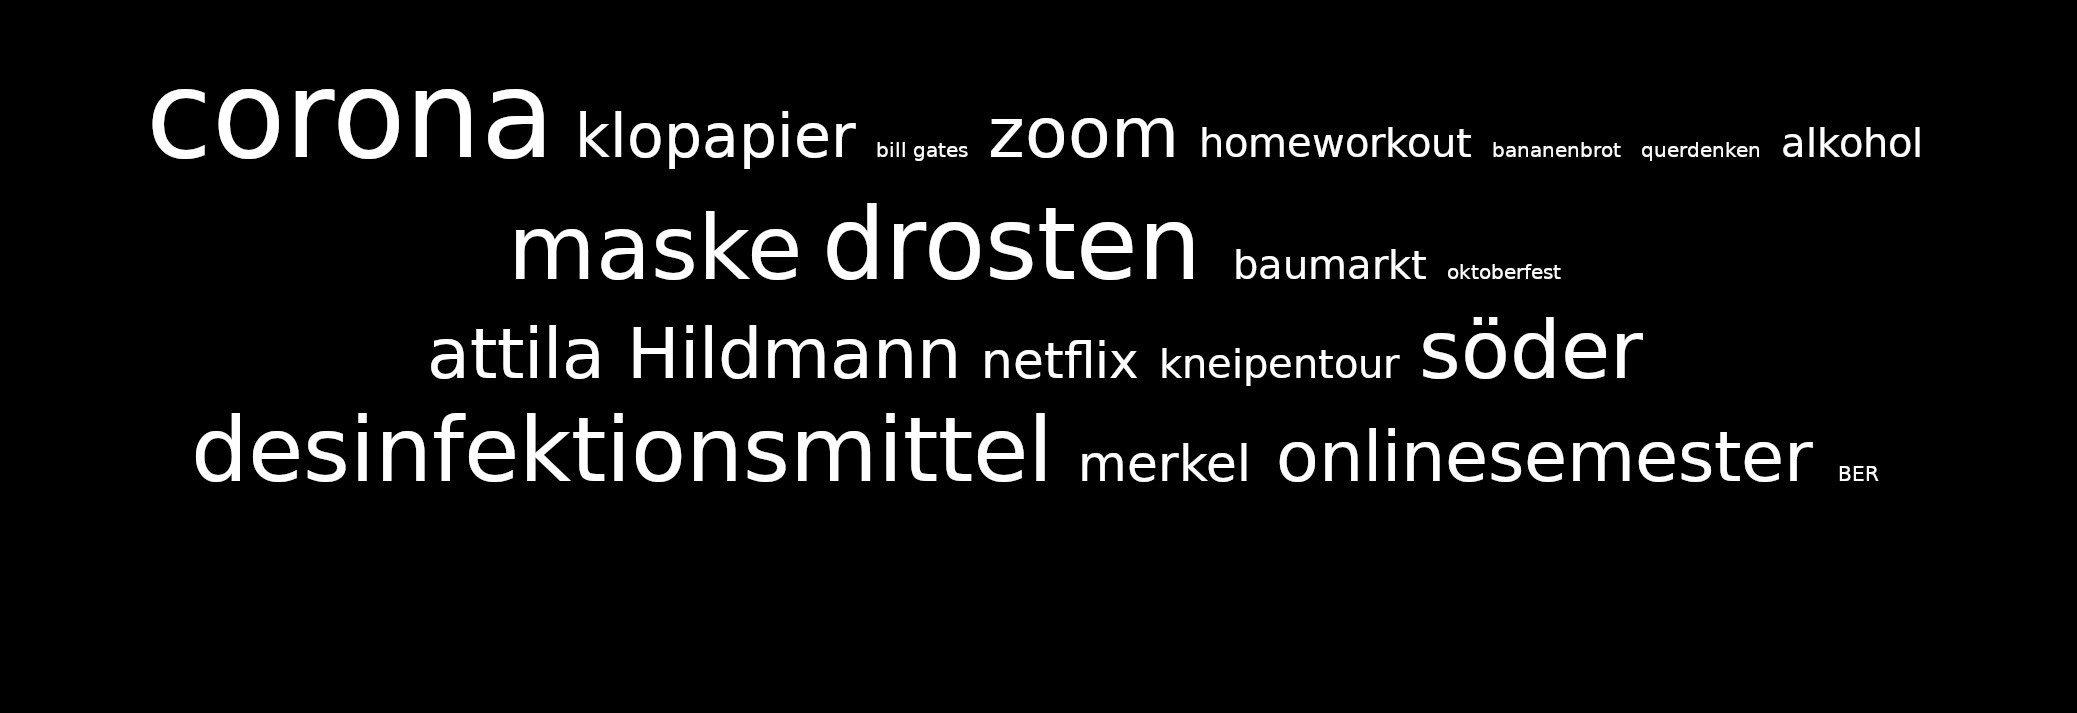 corona klopapier bill gates zoom homeworkout bananenbrot querdenken alkohol
maske drosten baumarkt oktoberfest
attila Hildmann netflix kneipentour söder
desinfektionsmittel merkel onlinesemester BER